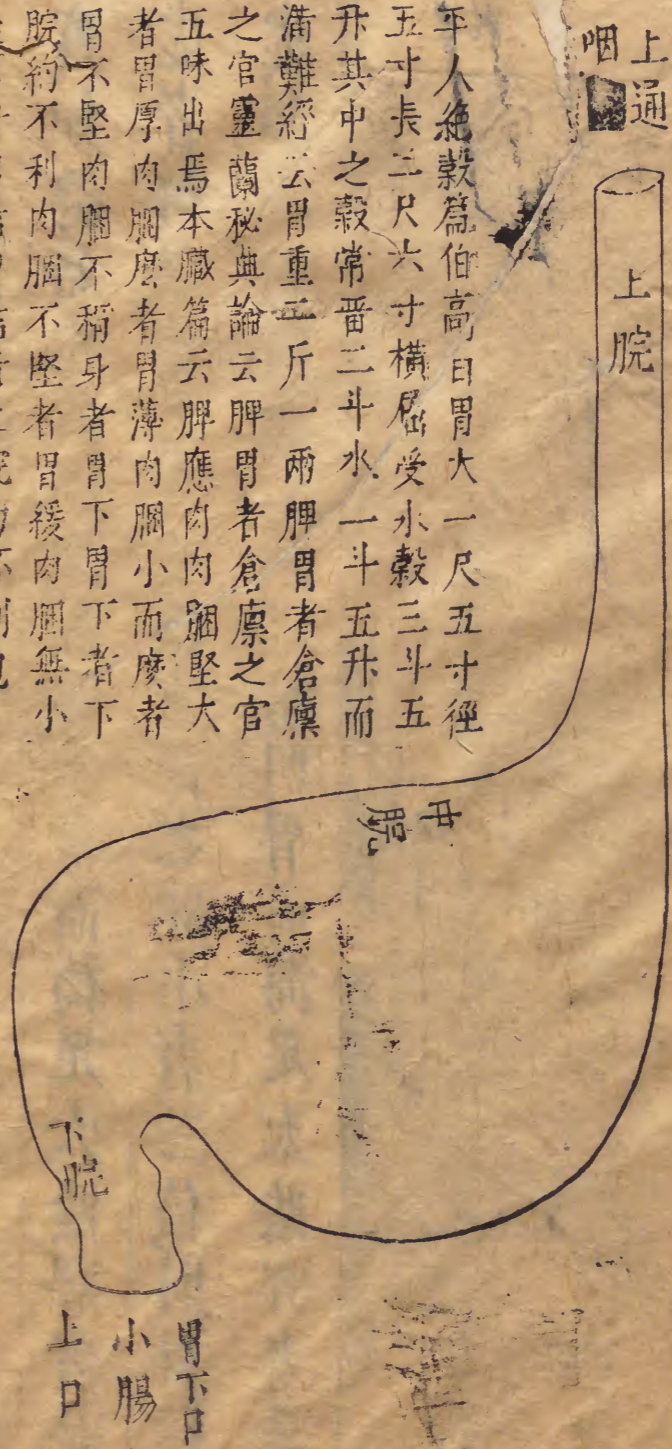 上通
咽
上脘
平人絶穀篇伯高曰胃大一尺五寸徑
五寸長二尺六寸橫屈受水穀三斗五
升其中之穀常畱二斗水一斗五升而
滿難經云胃重二斤一兩脾胃者倉廩
之官靈蘭秘典論云脾胃者倉廩之官
五味出焉本臟篇云脾應肉肉䐃堅大
者胃厚肉䐃麽者胃薄肉䐃小而麽者
胃不堅肉䐃不稱身者胃下胃下者下
脘約不利肉䐃不堅者胃緩肉䐃無小
中脘
下脘
胃下口
小腸
上口